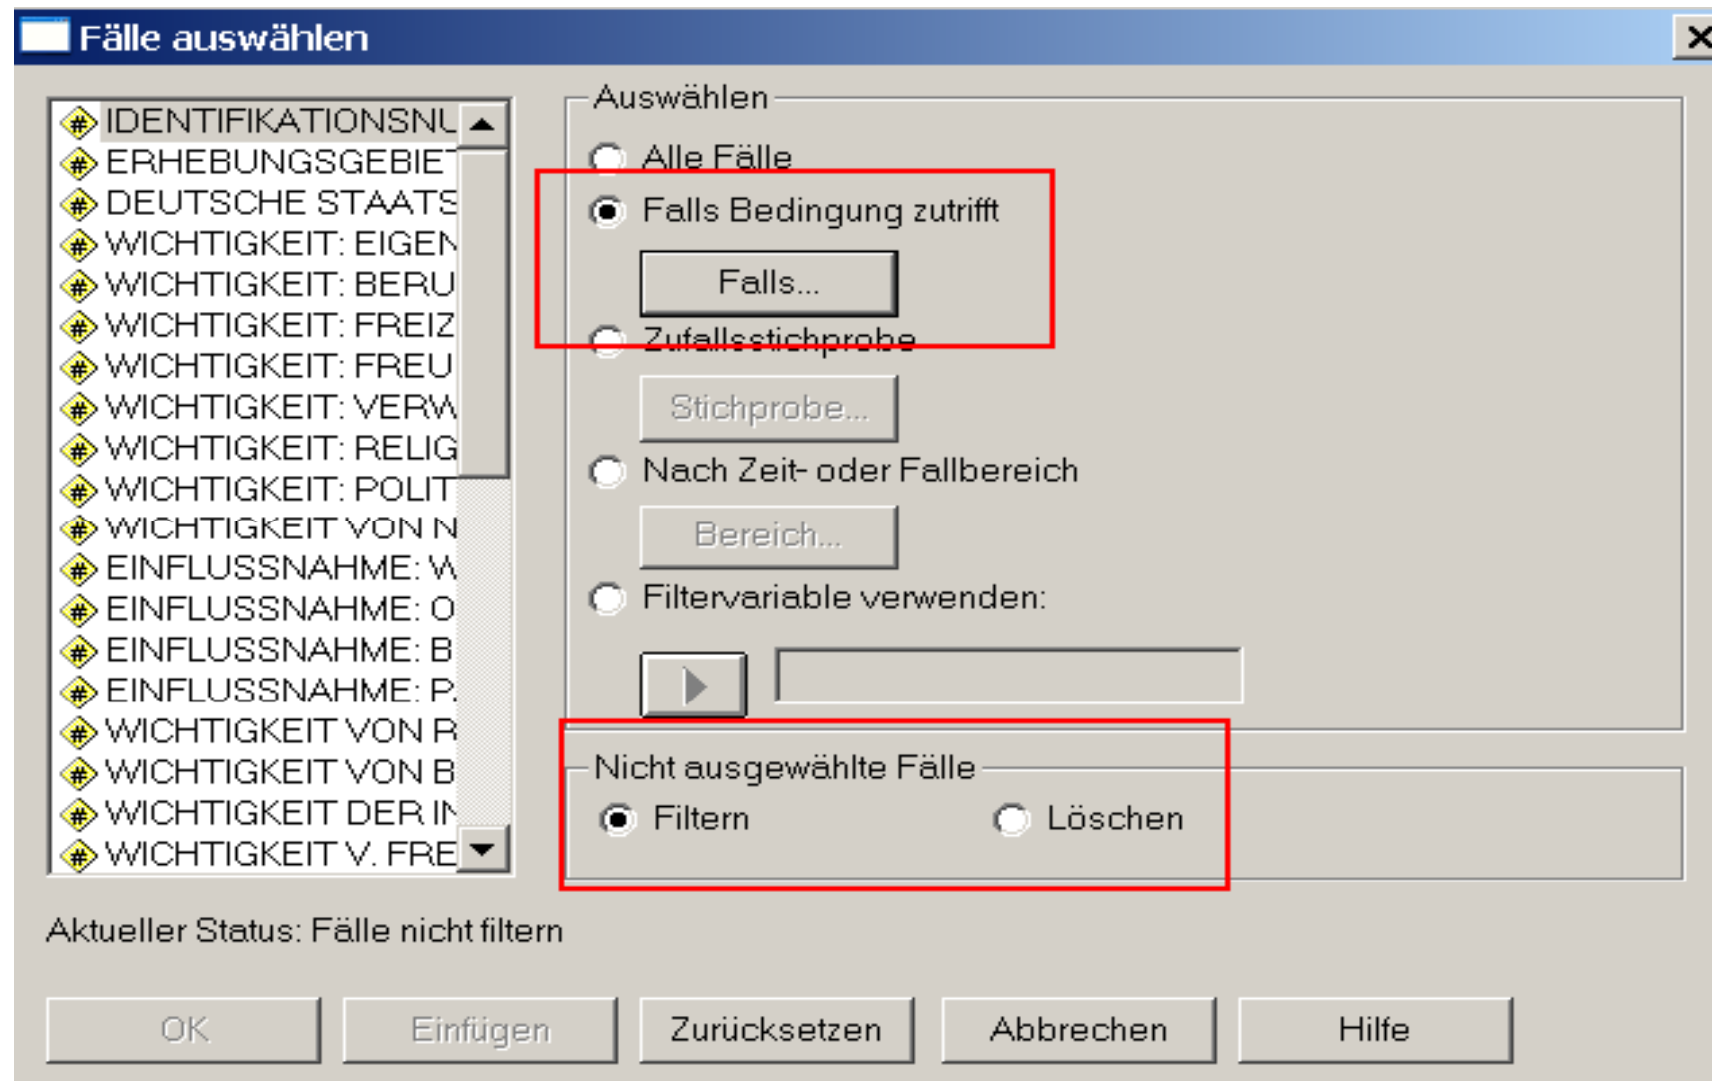 Fälle auswählen
IDENTIFIKATIONSNU
ERHEBUNGSGEBIET
DEUTSCHE STAATS
WICHTIGKEIT: EIGEN
WICHTIGKEIT: BERU
WICHTIGKEIT: FREIZ
WICHTIGKEIT: FREU
WICHTIGKEIT: VERW
WICHTIGKEIT: RELIG
WICHTIGKEIT: POLIT
WICHTIGKEIT VON N
EINFLUSSNAHME: W
EINFLUSSNAHME: O
EINFLUSSNAHME: B
EINFLUSSNAHME: P.
WICHTIGKEIT VON R
WICHTIGKEIT VON B
WICHTIGKEIT DER IN
WICHTIGKEIT V. FRE
Auswählen
Alle Fälle
Falls Bedingung zutrifft
Falls...
Zufallsstichprobe
Stichprobe...
Nach Zeit- oder Fallbereich
Bereich...
Filtervariable verwenden:
Nicht ausgewählte Fälle
Filtern Löschen
Aktueller Status: Fälle nicht filtern
OK Einfügen Zurücksetzen Abbrechen Hilfe